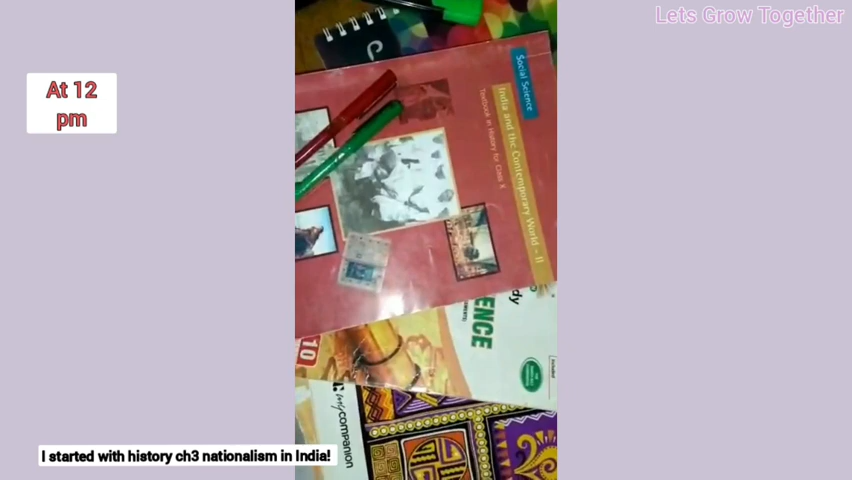 Lets Grow Together
At 12
pm
Social Science
India and the Contemporary World – II
Textbook in History for Class X
ENCE
10
my companion
I started with history ch3 nationalism in India!